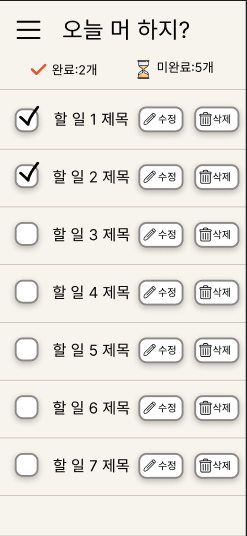 오늘 머 하지?
완료:2개 미완료:5개
할 일 1 제목 수정 삭제
할 일 2 제목 수정 삭제
할 일 3 제목 수정 삭제
할 일 4 제목 수정 삭제
할 일 5 제목 수정 삭제
할 일 6 제목 수정 삭제
할 일 7 제목 수정 삭제